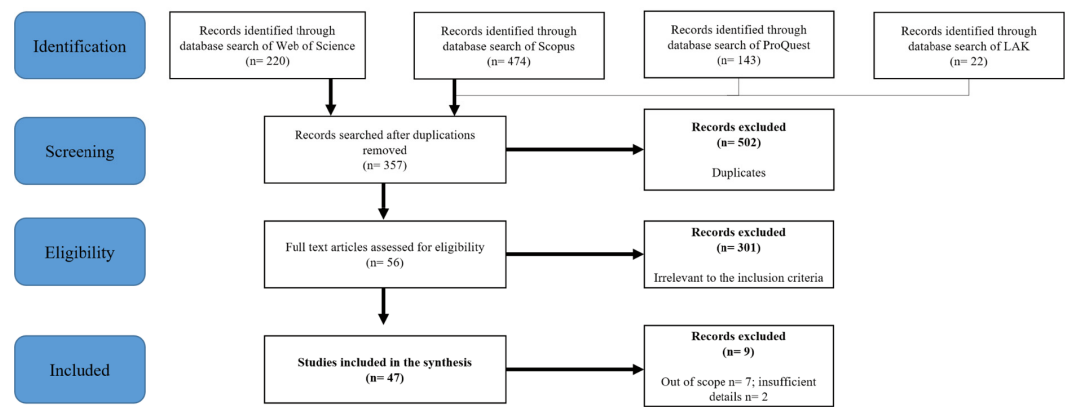 Identification
Records identified through
database search of Web of Science
(n= 220)
Records identified through
database search of Scopus
(n= 474)
Records identified through
database search of ProQuest
(n= 143)
Records identified through
database search of LAK
(n= 22)
Screening
Records searched after duplications
removed
(n= 357)
Records excluded
(n= 502)
Duplicates
Eligibility
Full text articles assessed for eligibility
(n= 56)
Records excluded
(n= 301)
Irrelevant to the inclusion criteria
Included
Studies included in the synthesis
(n= 47)
Records excluded
(n= 9)
Out of scope n= 7; insufficient
details n= 2